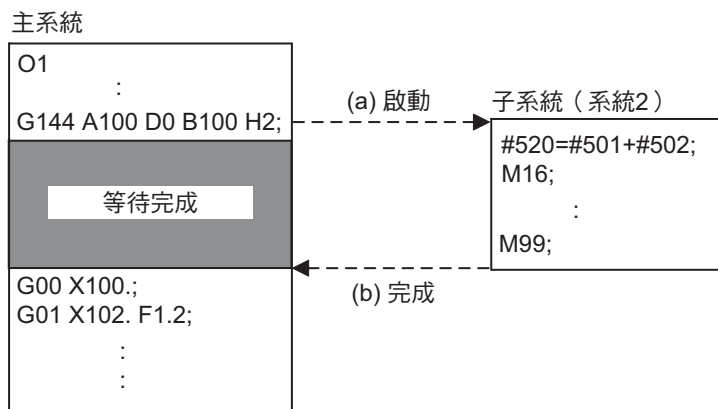 主系統
O1
:
G144 A100 D0 B100 H2;
等待完成
G00 X100.;
G01 X102. F1.2;
:
:
(a) 啟動
(b) 完成
子系統（系統2）
#520=#501+#502;
M16;
:
M99;